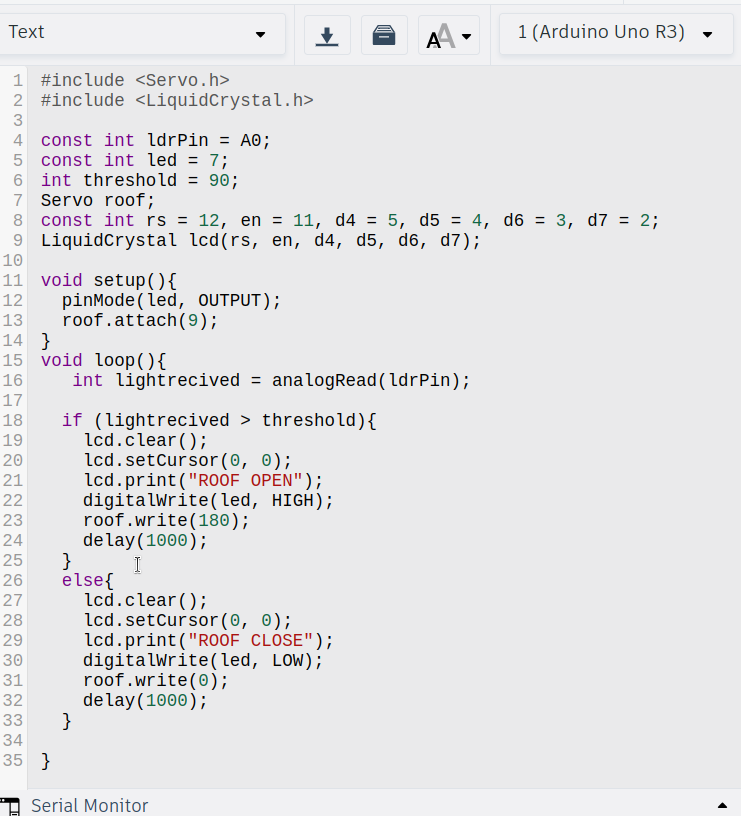 Text
AA
1 (Arduino Uno R3)
1 #include <Servo.h>
2 #include <LiquidCrystal.h>
3
4 const int ldrPin = A0;
5 const int led = 7;
6 int threshold = 90;
7 Servo roof;
8 const int rs = 12, en = 11, d4 = 5, d5 = 4, d6 = 3, d7 = 2;
9 LiquidCrystal lcd(rs, en, d4, d5, d6, d7);
10
11 void setup(){
12   pinMode(led, OUTPUT);
13   roof.attach(9);
14 }
15 void loop(){
16    int lightrecived = analogRead(ldrPin);
17
18   if (lightrecived > threshold){
19     lcd.clear();
20     lcd.setCursor(0, 0);
21     lcd.print("ROOF OPEN");
22     digitalWrite(led, HIGH);
23     roof.write(180);
24     delay(1000);
25   }
26   else{
27     lcd.clear();
28     lcd.setCursor(0, 0);
29     lcd.print("ROOF CLOSE");
30     digitalWrite(led, LOW);
31     roof.write(0);
32     delay(1000);
33   }
34
35 }
Serial Monitor